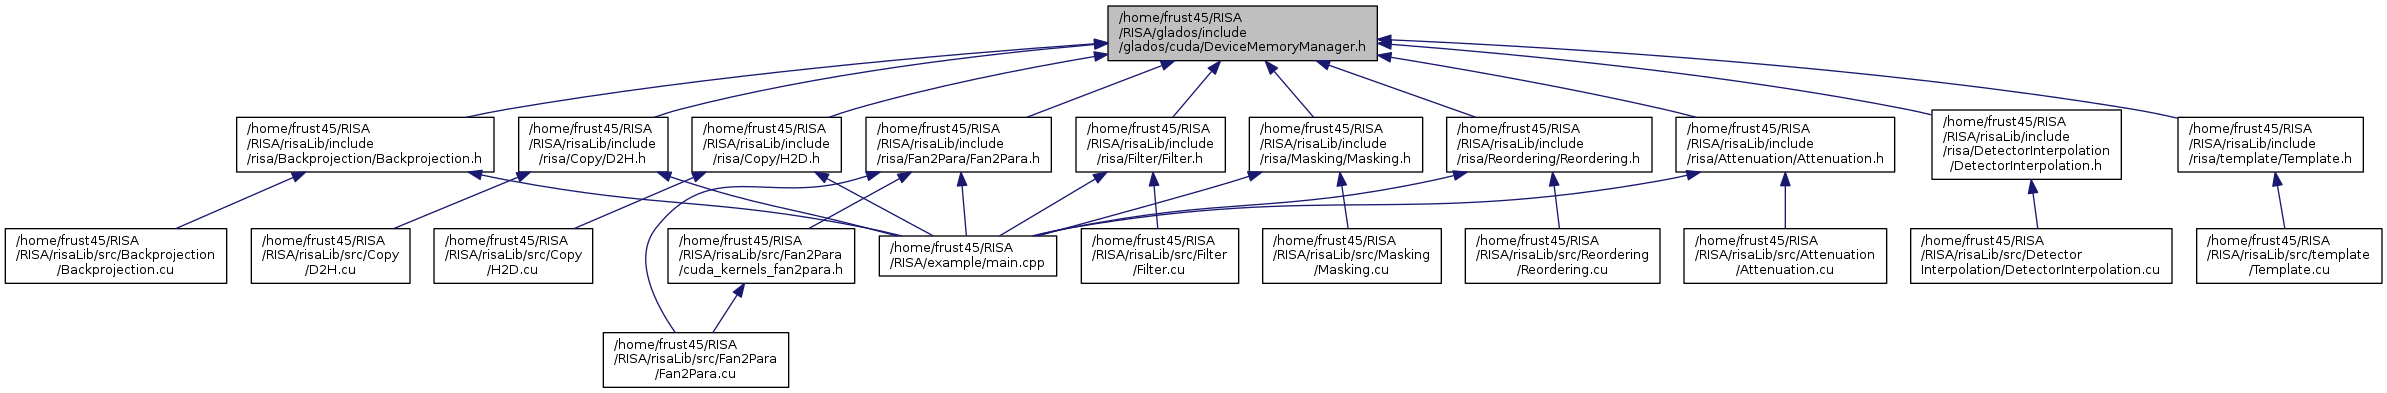 /home/frust45/RISA
/RISA/glados/include
/glados/cuda/DeviceMemoryManager.h
/home/frust45/RISA
/RISA/risaLib/include
/risa/Backprojection/Backprojection.h
/home/frust45/RISA
/RISA/risaLib/include
/risa/Copy/D2H.h
/home/frust45/RISA
/RISA/risaLib/include
/risa/Copy/H2D.h
/home/frust45/RISA
/RISA/risaLib/include
/risa/Fan2Para/Fan2Para.h
/home/frust45/RISA
/RISA/risaLib/include
/risa/Filter/Filter.h
/home/frust45/RISA
/RISA/risaLib/include
/risa/Masking/Masking.h
/home/frust45/RISA
/RISA/risaLib/include
/risa/Reordering/Reordering.h
/home/frust45/RISA
/RISA/risaLib/include
/risa/Attenuation/Attenuation.h
/home/frust45/RISA
/RISA/risaLib/include
/risa/DetectorInterpolation
/DetectorInterpolation.h
/home/frust45/RISA
/RISA/risaLib/include
/risa/template/Template.h
/home/frust45/RISA
/RISA/risaLib/src/Backprojection
/Backprojection.cu
/home/frust45/RISA
/RISA/risaLib/src/Copy
/D2H.cu
/home/frust45/RISA
/RISA/risaLib/src/Copy
/H2D.cu
/home/frust45/RISA
/RISA/risaLib/src/Fan2Para
/cuda_kernels_fan2para.h
/home/frust45/RISA
/RISA/example/main.cpp
/home/frust45/RISA
/RISA/risaLib/src/Filter
/Filter.cu
/home/frust45/RISA
/RISA/risaLib/src/Masking
/Masking.cu
/home/frust45/RISA
/RISA/risaLib/src/Reordering
/Reordering.cu
/home/frust45/RISA
/RISA/risaLib/src/Attenuation
/Attenuation.cu
/home/frust45/RISA
/RISA/risaLib/src/Detector
Interpolation/DetectorInterpolation.cu
/home/frust45/RISA
/RISA/risaLib/src/template
/Template.cu
/home/frust45/RISA
/RISA/risaLib/src/Fan2Para
/Fan2Para.cu